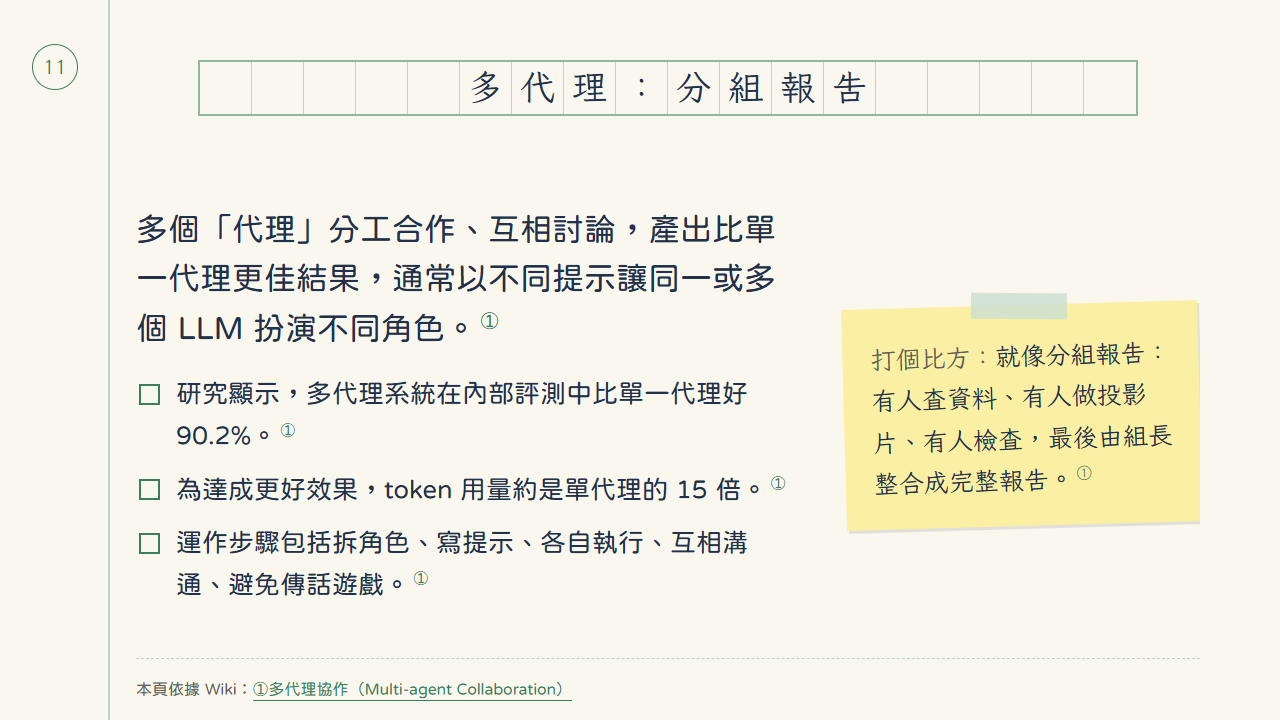 11
多代理：分組報告
多個「代理」分工合作、互相討論，產出比單
一代理更佳結果，通常以不同提示讓同一或多
個 LLM 扮演不同角色。①
研究顯示，多代理系統在內部評測中比單一代理好
90.2%。①
為達成更好效果，token 用量約是單代理的 15 倍。①
運作步驟包括拆角色、寫提示、各自執行、互相溝
通、避免傳話遊戲。①
打個比方：就像分組報告：
有人查資料、有人做投影
片、有人檢查，最後由組長
整合成完整報告。①
本頁依據 Wiki：①多代理協作（Multi-agent Collaboration）